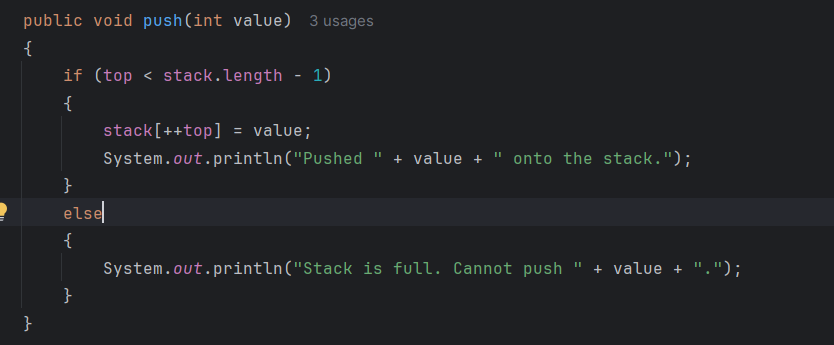 public void push(int value)  3 usages
{
    if (top < stack.length - 1)
    {
        stack[++top] = value;
        System.out.println("Pushed " + value + " onto the stack.");
    }
    else
    {
        System.out.println("Stack is full. Cannot push " + value + ".");
    }
}